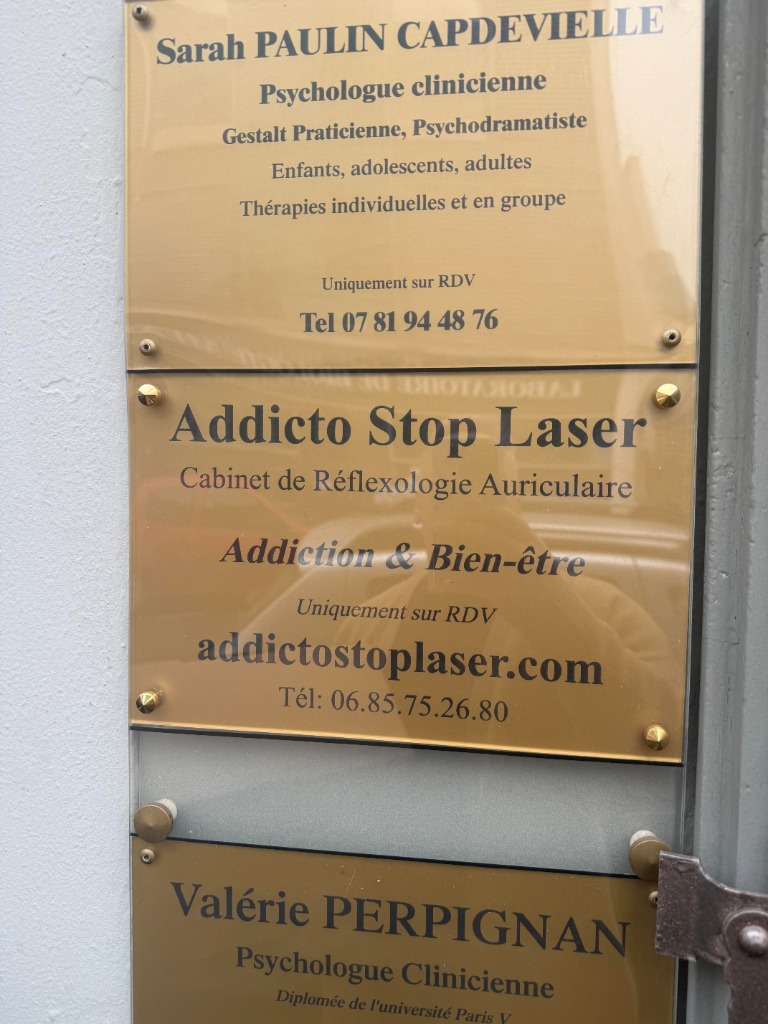 Sarah PAULIN CAPDEVIELLE
Psychologue clinicienne
Gestalt Praticienne, Psychodramatiste
Enfants, adolescents, adultes
Thérapies individuelles et en groupe
Uniquement sur RDV
Tel 07 81 94 48 76
Addicto Stop Laser
Cabinet de Réflexologie Auriculaire
Addiction & Bien-être
Uniquement sur RDV
addictostoplaser.com
Tél: 06.85.75.26.80
Valérie PERPIGNAN
Psychologue Clinicienne
Diplomée de l'université Paris V